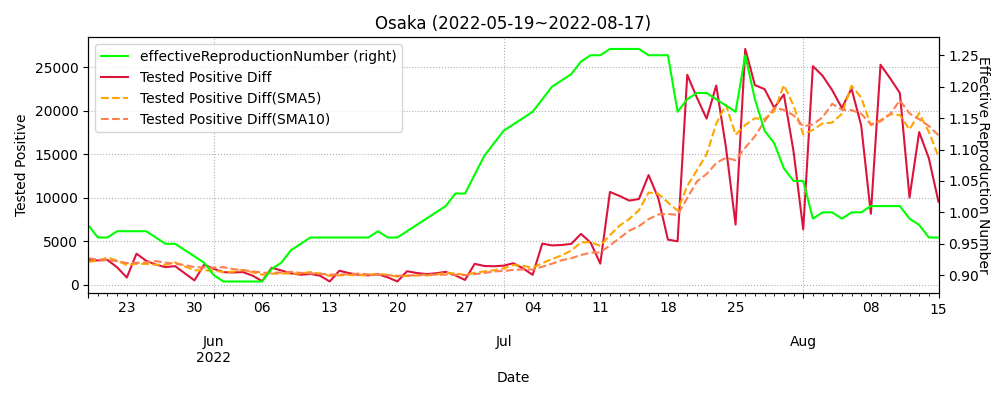 Osaka (2022-05-19~2022-08-17)
effectiveReproductionNumber (right)
Tested Positive Diff
Tested Positive Diff(SMA5)
Tested Positive Diff(SMA10)
Tested Positive
25000
20000
15000
10000
5000
0
1.25
1.20
1.15
1.10
1.05
1.00
0.95
0.90
Effective Reproduction Number
23 30 06 13 20 27 04 11 18 25 08 15
Jun Jul Aug
2022
Date